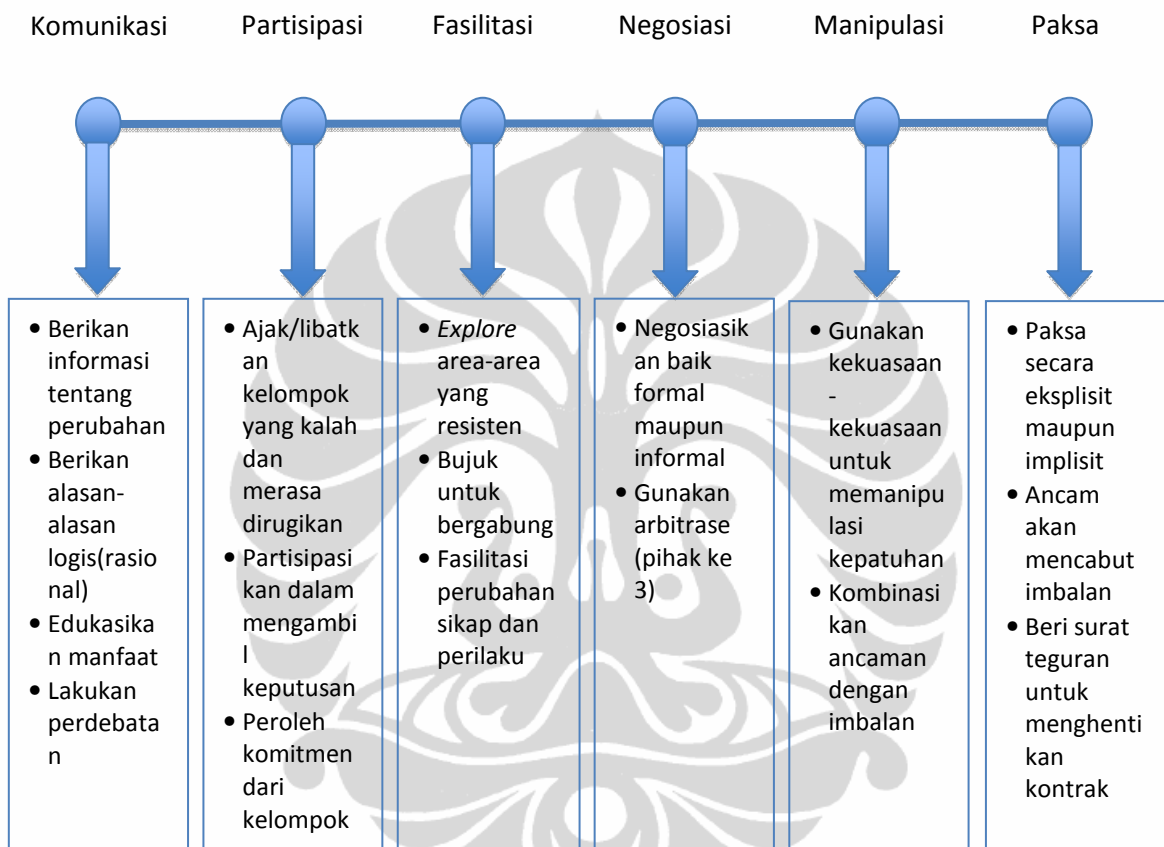 Komunikasi Partisipasi Fasilitasi Negosiasi Manipulasi Paksa
• Berikan
informasi
tentang
perubahan
• Berikan
alasan-
alasan
logis(rasio
nal)
• Edukasika
n manfaat
• Lakukan
perdebata
n
• Ajak/libatk
an
kelompok
yang kalah
dan
merasa
dirugikan
• Partisipasi
kan dalam
mengambi
l
keputusan
• Peroleh
komitmen
dari
kelompok
• Explore
area-area
yang
resisten
• Bujuk
untuk
bergabung
• Fasilitasi
perubahan
sikap dan
perilaku
• Negosiasik
an baik
formal
maupun
informal
• Gunakan
arbitrase
(pihak ke
3)
• Gunakan
kekuasaan
-
kekuasaan
untuk
memanipu
lasi
kepatuhan
• Kombinasi
kan
ancaman
dengan
imbalan
• Paksa
secara
eksplisit
maupun
implisit
• Ancam
akan
mencabut
imbalan
• Beri surat
teguran
untuk
menghenti
kan
kontrak